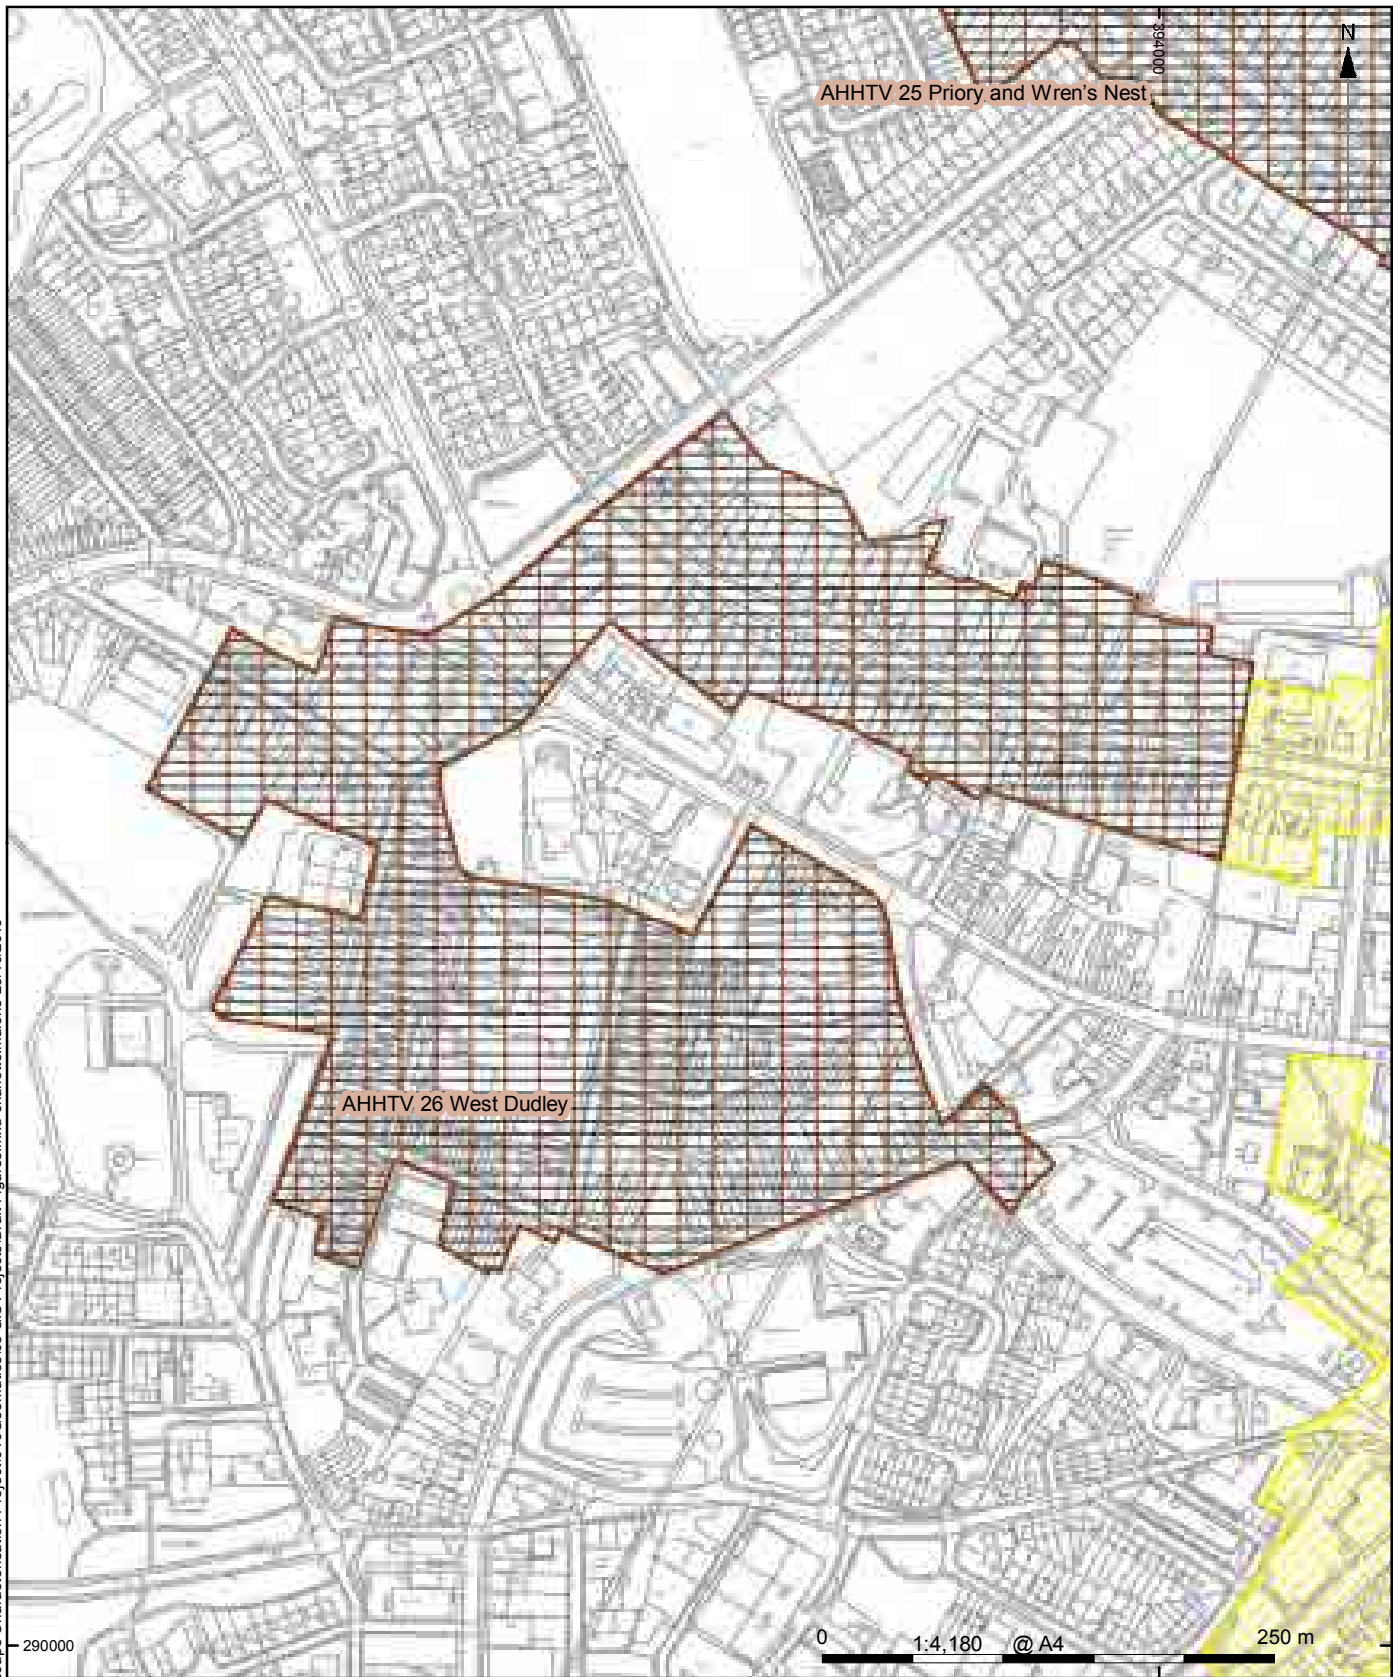 394000
N
AHHTV 25 Priory and Wren's Nest
AHHTV 26 West Dudley
290000
0
1:4,180 @ A4
250 m